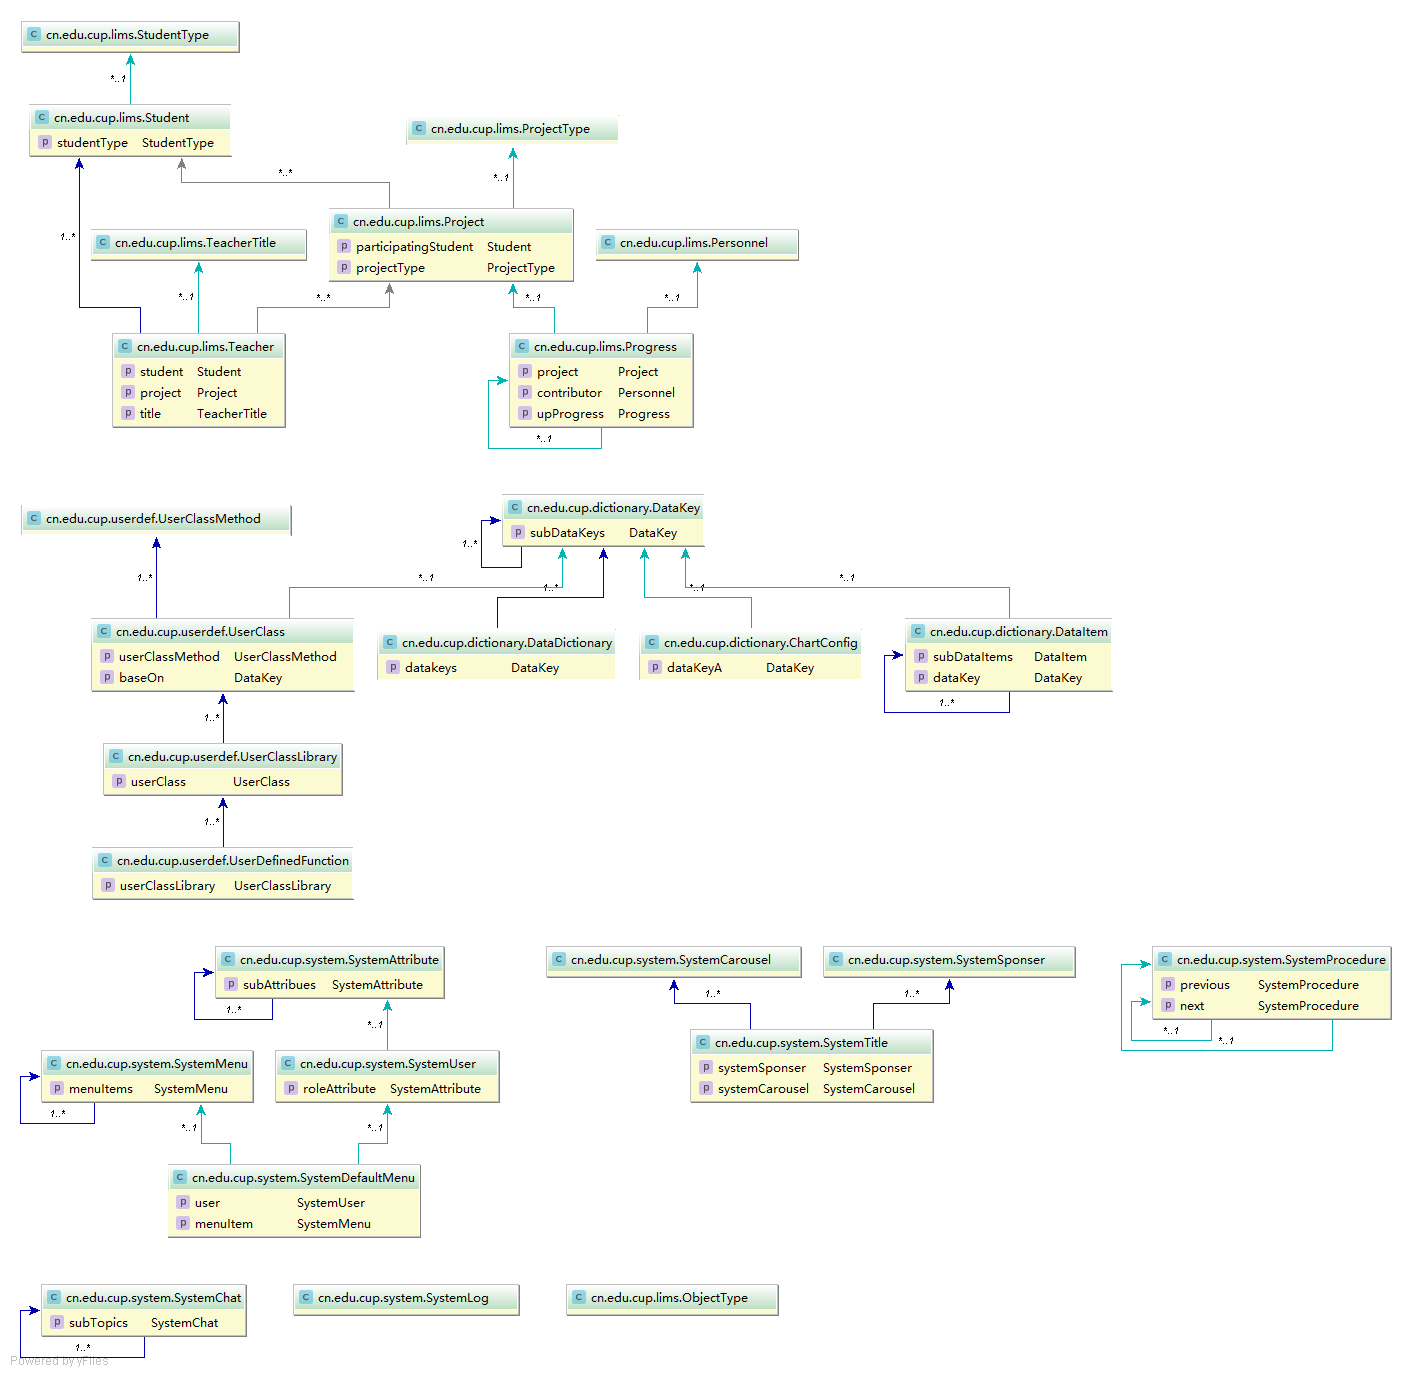 C cn.edu.cup.lims.StudentType
*..1
C cn.edu.cup.lims.Student
p studentType StudentType
C cn.edu.cup.lims.ProjectType
*..*
*..1
C cn.edu.cup.lims.Project
p participatingStudent Student
p projectType ProjectType
1..*
C cn.edu.cup.lims.TeacherTitle
C cn.edu.cup.lims.Personnel
*..1
*..*
*..1
*..1
C cn.edu.cup.lims.Teacher
p student Student
p project Project
p title TeacherTitle
C cn.edu.cup.lims.Progress
p project Project
p contributor Personnel
p upProgress Progress
*..1
C cn.edu.cup.userdef.UserClassMethod
C cn.edu.cup.dictionary.DataKey
p subDataKeys DataKey
1..*
1..*
*..1
1..*
*..1
*..1
C cn.edu.cup.userdef.UserClass
p userClassMethod UserClassMethod
p baseOn DataKey
C cn.edu.cup.dictionary.DataDictionary
p datakeys DataKey
C cn.edu.cup.dictionary.ChartConfig
p dataKeyA DataKey
C cn.edu.cup.dictionary.DataItem
p subDataItems DataItem
p dataKey DataKey
1..*
1..*
C cn.edu.cup.userdef.UserClassLibrary
p userClass UserClass
1..*
C cn.edu.cup.userdef.UserDefinedFunction
p userClassLibrary UserClassLibrary
C cn.edu.cup.system.SystemAttribute
p subAttribues SystemAttribute
1..*
*..1
C cn.edu.cup.system.SystemCarousel
C cn.edu.cup.system.SystemSponser
1..*
1..*
C cn.edu.cup.system.SystemProcedure
p previous SystemProcedure
p next SystemProcedure
*..1
*..1
C cn.edu.cup.system.SystemTitle
p systemSponser SystemSponser
p systemCarousel SystemCarousel
C cn.edu.cup.system.SystemMenu
p menuItems SystemMenu
1..*
C cn.edu.cup.system.SystemUser
p roleAttribute SystemAttribute
*..1
*..1
C cn.edu.cup.system.SystemDefaultMenu
p user SystemUser
p menuItem SystemMenu
C cn.edu.cup.system.SystemChat
p subTopics SystemChat
1..*
C cn.edu.cup.system.SystemLog
C cn.edu.cup.lims.ObjectType
Powered by yFiles